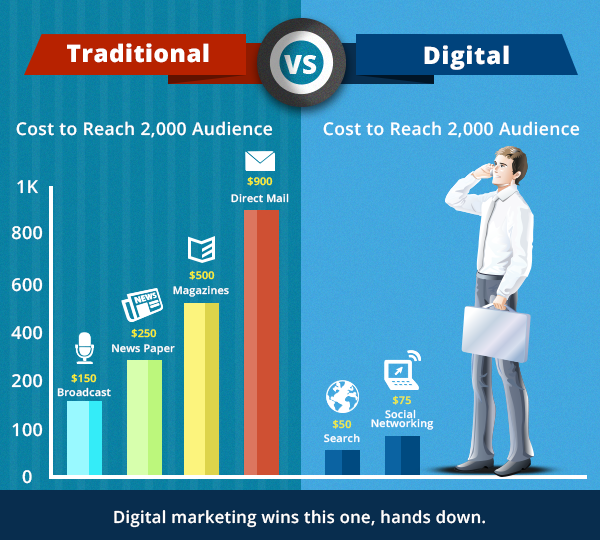 Traditional
VS
Digital
Cost to Reach 2,000 Audience
Cost to Reach 2,000 Audience
1K
800
600
400
200
100
0
$150
Broadcast
NEWS
$250
News Paper
$500
Magazines
$900
Direct Mail
$50
Search
$75
Social
Networking
Digital marketing wins this one, hands down.